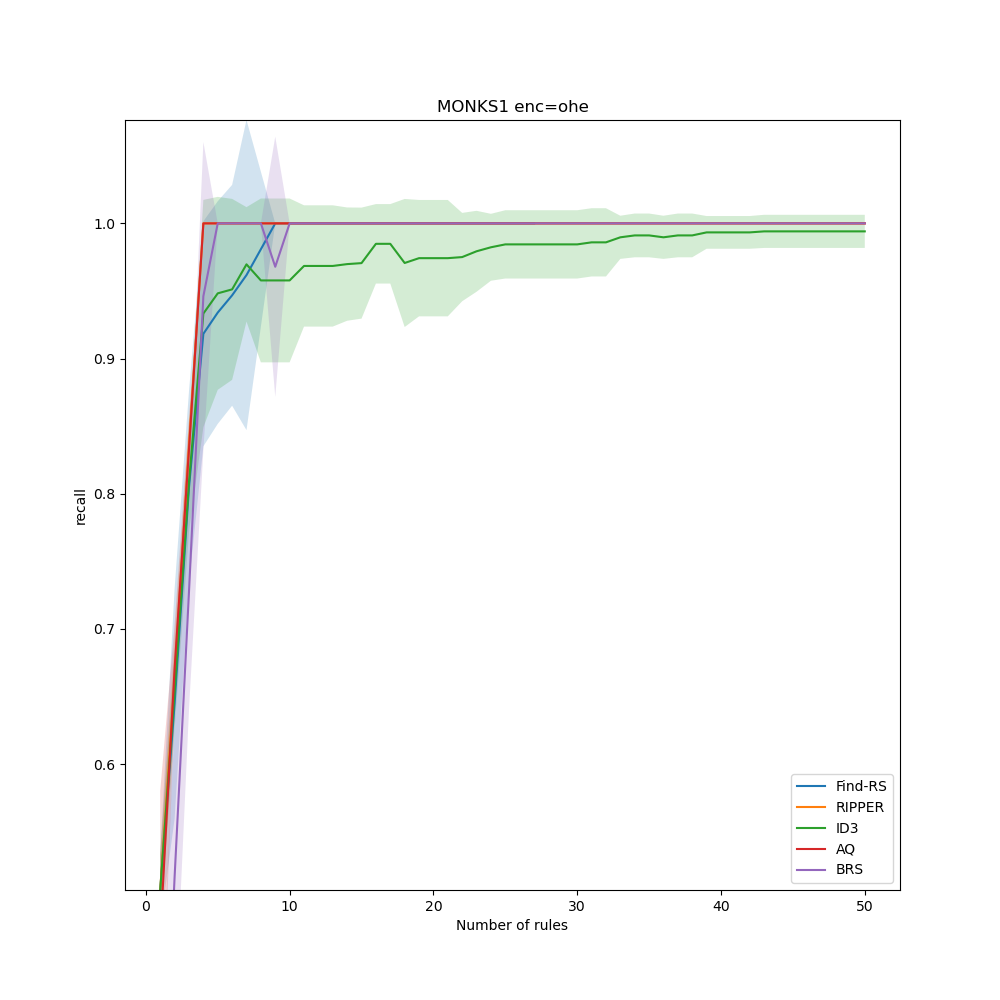 MONKS1 enc=ohe
1.0
0.9
0.8
0.7
0.6
recall
0 10 20 30 40 50
Number of rules
Find-RS
RIPPER
ID3
AQ
BRS